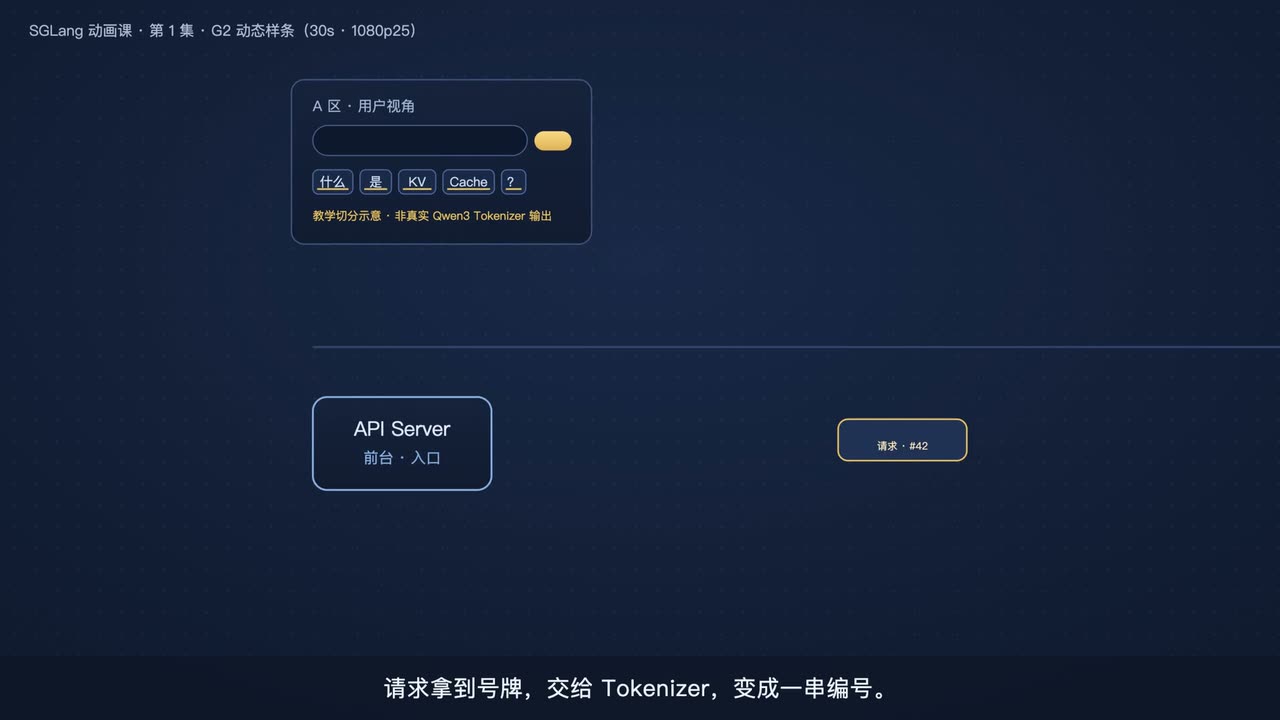 SGLang 动画课 · 第 1 集 · G2 动态样条（30s · 1080p25）
A 区 · 用户视角
什么 是 KV Cache ？
教学切分示意 · 非真实 Qwen3 Tokenizer 输出
API Server
前台 · 入口
请求 · #42
请求拿到号牌，交给 Tokenizer，变成一串编号。